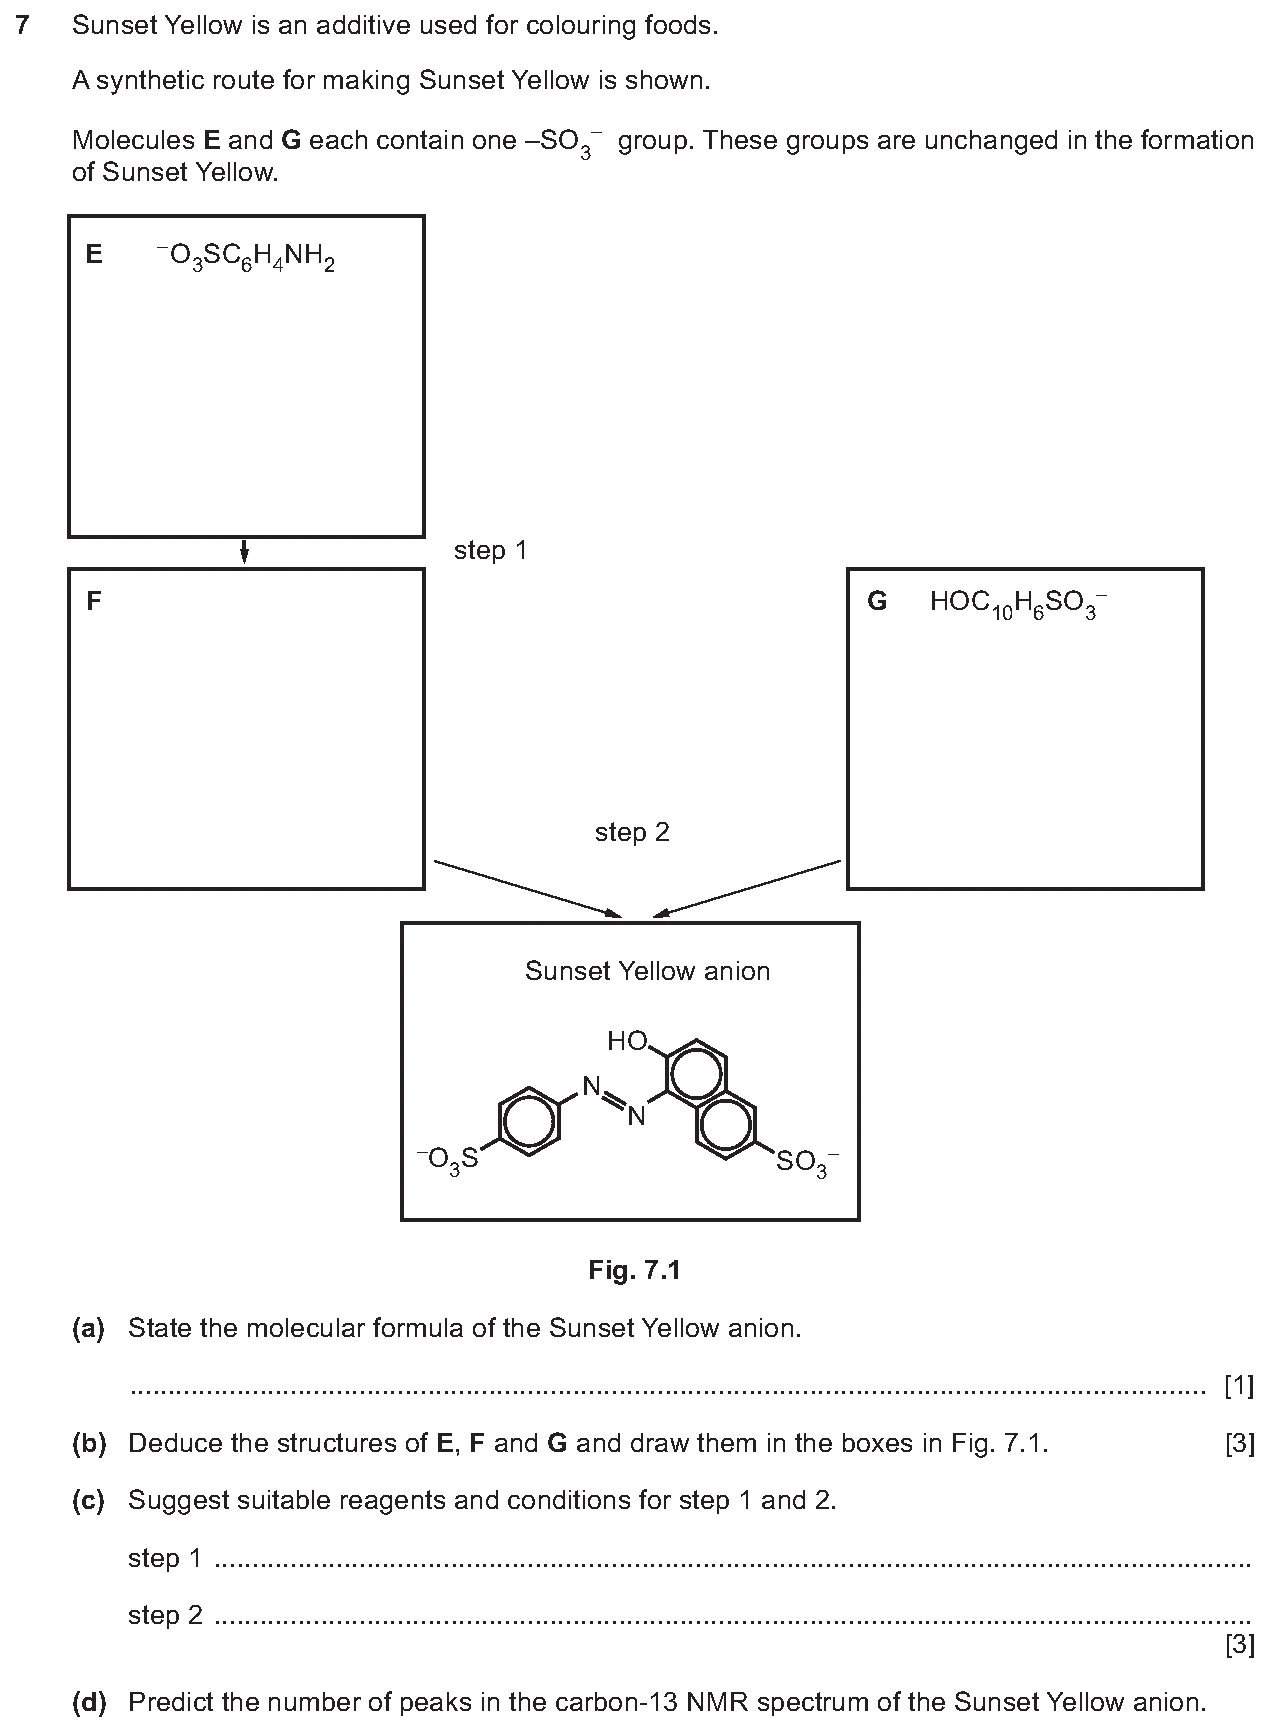 7 Sunset Yellow is an additive used for colouring foods.
A synthetic route for making Sunset Yellow is shown.
Molecules E and G each contain one –SO₃⁻ group. These groups are unchanged in the formation
of Sunset Yellow.
E ⁻O₃SC₆H₄NH₂
step 1
F
G HOC₁₀H₆SO₃⁻
step 2
Sunset Yellow anion
HO
N
N
⁻O₃S
SO₃⁻
Fig. 7.1
(a) State the molecular formula of the Sunset Yellow anion.
[1]
(b) Deduce the structures of E, F and G and draw them in the boxes in Fig. 7.1. [3]
(c) Suggest suitable reagents and conditions for step 1 and 2.
step 1
step 2
[3]
(d) Predict the number of peaks in the carbon-13 NMR spectrum of the Sunset Yellow anion.